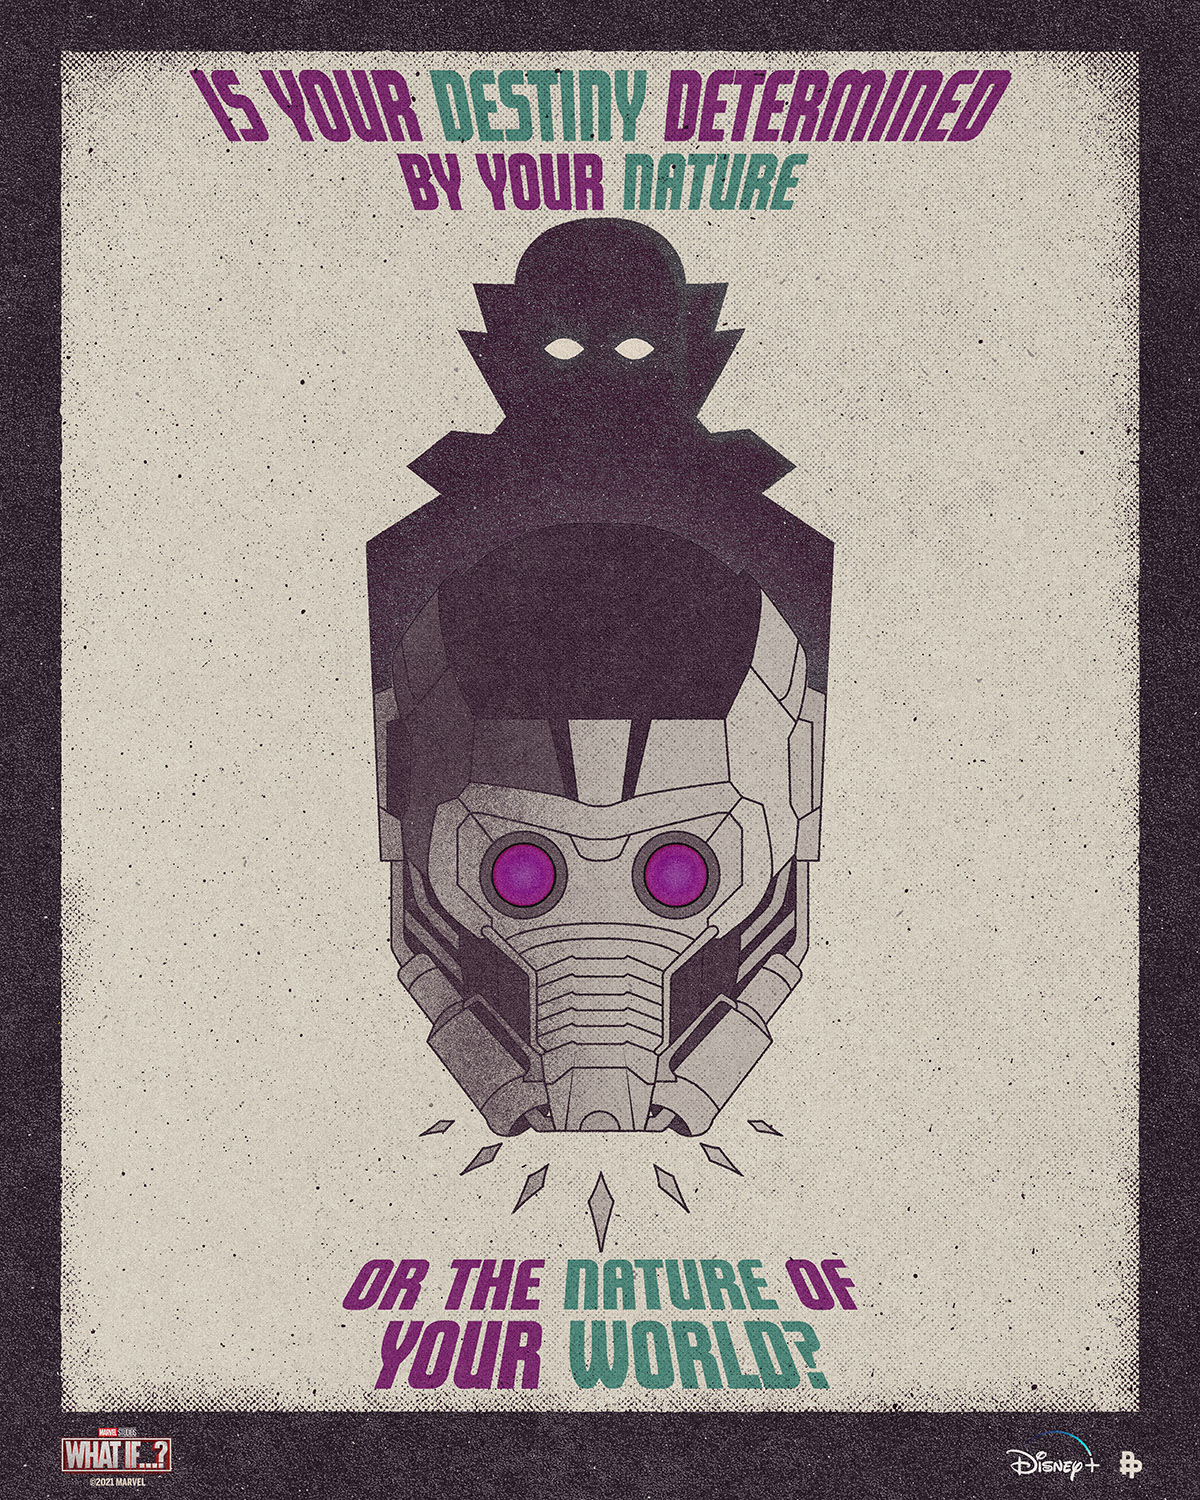 IS YOUR DESTINY DETERMINED
BY YOUR NATURE
OR THE NATURE OF
YOUR WORLD?
MARVEL STUDIOS
WHAT IF...?
©2021 MARVEL
Disney+